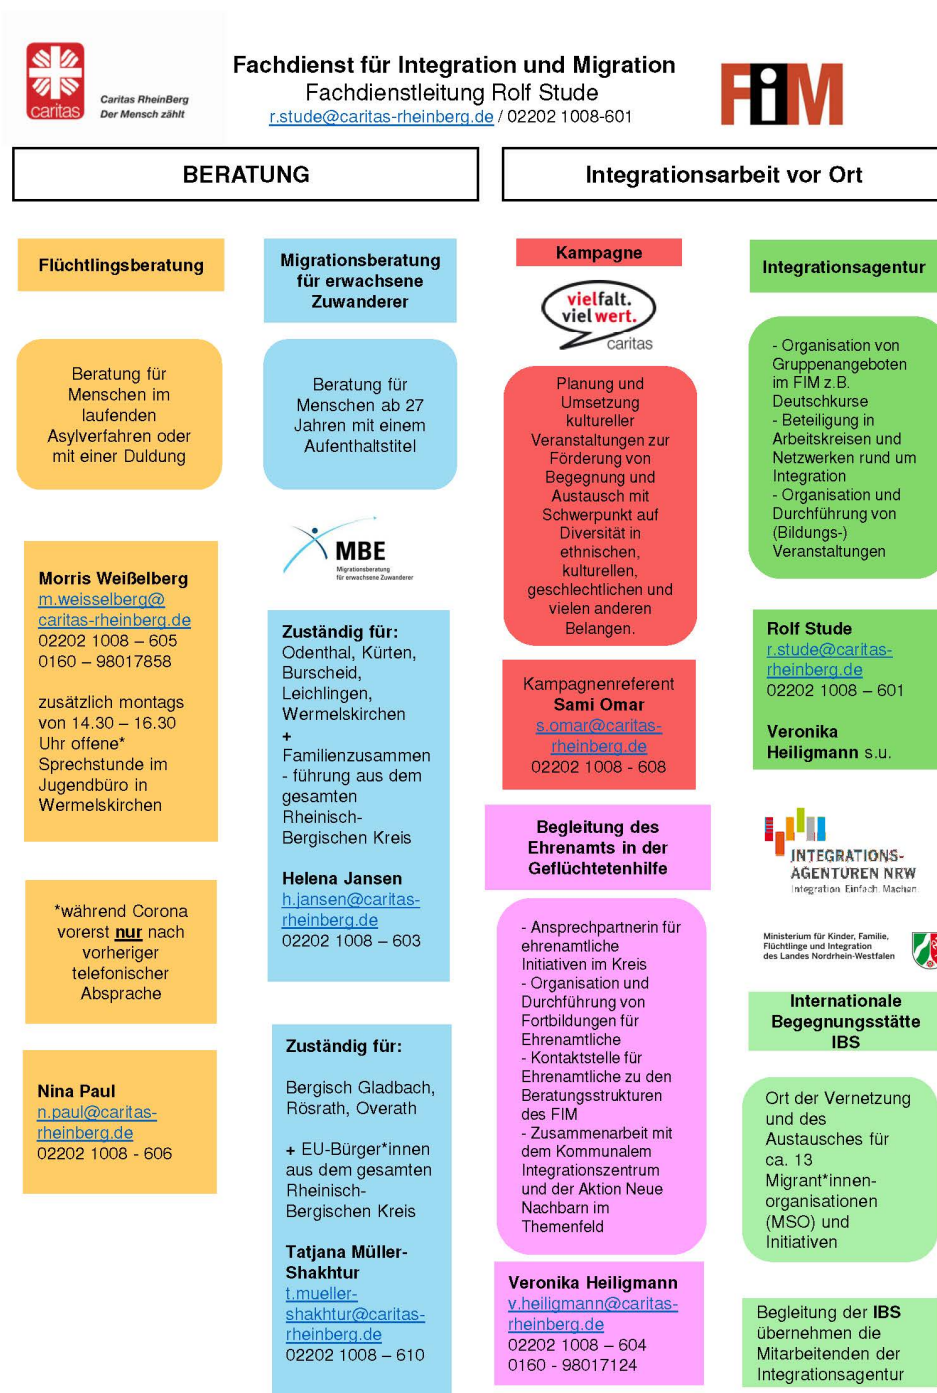 caritas
Caritas RheinBerg
Der Mensch zählt
Fachdienst für Integration und Migration
Fachdienstleitung Rolf Stude
r.stude@caritas-rheinberg.de / 02202 1008-601
FiM
BERATUNG
Integrationsarbeit vor Ort
Flüchtlingsberatung
Beratung für
Menschen im
laufenden
Asylverfahren oder
mit einer Duldung
Morris Weißelberg
m.weisselberg@
caritas-rheinberg.de
02202 1008 – 605
0160 – 98017858
zusätzlich montags
von 14.30 – 16.30
Uhr offene*
Sprechstunde im
Jugendbüro in
Wermelskirchen
*während Corona
vorerst nur nach
vorheriger
telefonischer
Absprache
Nina Paul
n.paul@caritas-
rheinberg.de
02202 1008 - 606
Migrationsberatung
für erwachsene
Zuwanderer
Beratung für
Menschen ab 27
Jahren mit einem
Aufenthaltstitel
MBE
Migrationsberatung
für erwachsene Zuwanderer
Zuständig für:
Odenthal, Kürten,
Burscheid,
Leichlingen,
Wermelskirchen
+
Familienzusammen
- führung aus dem
gesamten
Rheinisch-
Bergischen Kreis
Helena Jansen
h.jansen@caritas-
rheinberg.de
02202 1008 – 603
Zuständig für:
Bergisch Gladbach,
Rösrath, Overath
+ EU-Bürger*innen
aus dem gesamten
Rheinisch-
Bergischen Kreis
Tatjana Müller-
Shakhtur
t.mueller-
shakhtur@caritas-
rheinberg.de
02202 1008 – 610
Kampagne
vielfalt.
viel wert.
caritas
Planung und
Umsetzung
kultureller
Veranstaltungen zur
Förderung von
Begegnung und
Austausch mit
Schwerpunkt auf
Diversität in
ethnischen,
kulturellen,
geschlechtlichen und
vielen anderen
Belangen.
Kampagnenreferent
Sami Omar
s.omar@caritas-
rheinberg.de
02202 1008 - 608
Begleitung des
Ehrenamts in der
Geflüchtetenhilfe
- Ansprechpartnerin für
ehrenamtliche
Initiativen im Kreis
- Organisation und
Durchführung von
Fortbildungen für
Ehrenamtliche
- Kontaktstelle für
Ehrenamtliche zu den
Beratungsstrukturen
des FIM
- Zusammenarbeit mit
dem Kommunalem
Integrationszentrum
und der Aktion Neue
Nachbarn im
Themenfeld
Veronika Heiligmann
v.heiligmann@caritas-
rheinberg.de
02202 1008 – 604
0160 - 98017124
Integrationsagentur
- Organisation von
Gruppenangeboten
im FIM z.B.
Deutschkurse
- Beteiligung in
Arbeitskreisen und
Netzwerken rund um
Integration
- Organisation und
Durchführung von
(Bildungs-)
Veranstaltungen
Rolf Stude
r.stude@caritas-
rheinberg.de
02202 1008 – 601
Veronika
Heiligmann s.u.
INTEGRATIONS-
AGENTUREN NRW
Integration. Einfach. Machen
Ministerium für Kinder, Familie,
Flüchtlinge und Integration
des Landes Nordrhein-Westfalen
Internationale
Begegnungsstätte
IBS
Ort der Vernetzung
und des
Austausches für
ca. 13
Migrant*innen-
organisationen
(MSO) und
Initiativen
Begleitung der IBS
übernehmen die
Mitarbeitenden der
Integrationsagentur